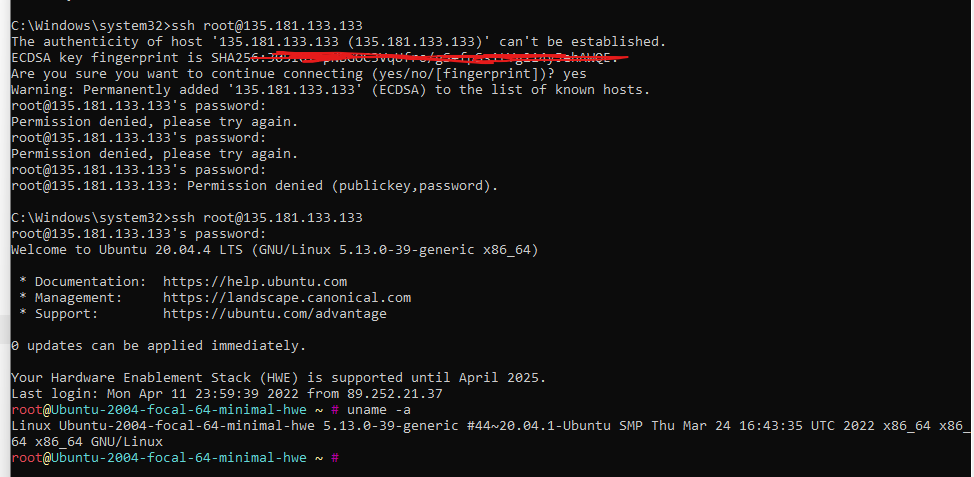 C:\Windows\system32>ssh root@135.181.133.133
The authenticity of host '135.181.133.133 (135.181.133.133)' can't be established.
ECDSA key fingerprint is SHA256:
Are you sure you want to continue connecting (yes/no/[fingerprint])? yes
Warning: Permanently added '135.181.133.133' (ECDSA) to the list of known hosts.
root@135.181.133.133's password:
Permission denied, please try again.
root@135.181.133.133's password:
Permission denied, please try again.
root@135.181.133.133's password:
root@135.181.133.133: Permission denied (publickey,password).
C:\Windows\system32>ssh root@135.181.133.133
root@135.181.133.133's password:
Welcome to Ubuntu 20.04.4 LTS (GNU/Linux 5.13.0-39-generic x86_64)
* Documentation:  https://help.ubuntu.com
* Management:     https://landscape.canonical.com
* Support:        https://ubuntu.com/advantage
0 updates can be applied immediately.
Your Hardware Enablement Stack (HWE) is supported until April 2025.
Last login: Mon Apr 11 23:59:39 2022 from 89.252.21.37
root@Ubuntu-2004-focal-64-minimal-hwe ~ # uname -a
Linux Ubuntu-2004-focal-64-minimal-hwe 5.13.0-39-generic #44~20.04.1-Ubuntu SMP Thu Mar 24 16:43:35 UTC 2022 x86_64 x86_
64 x86_64 GNU/Linux
root@Ubuntu-2004-focal-64-minimal-hwe ~ #